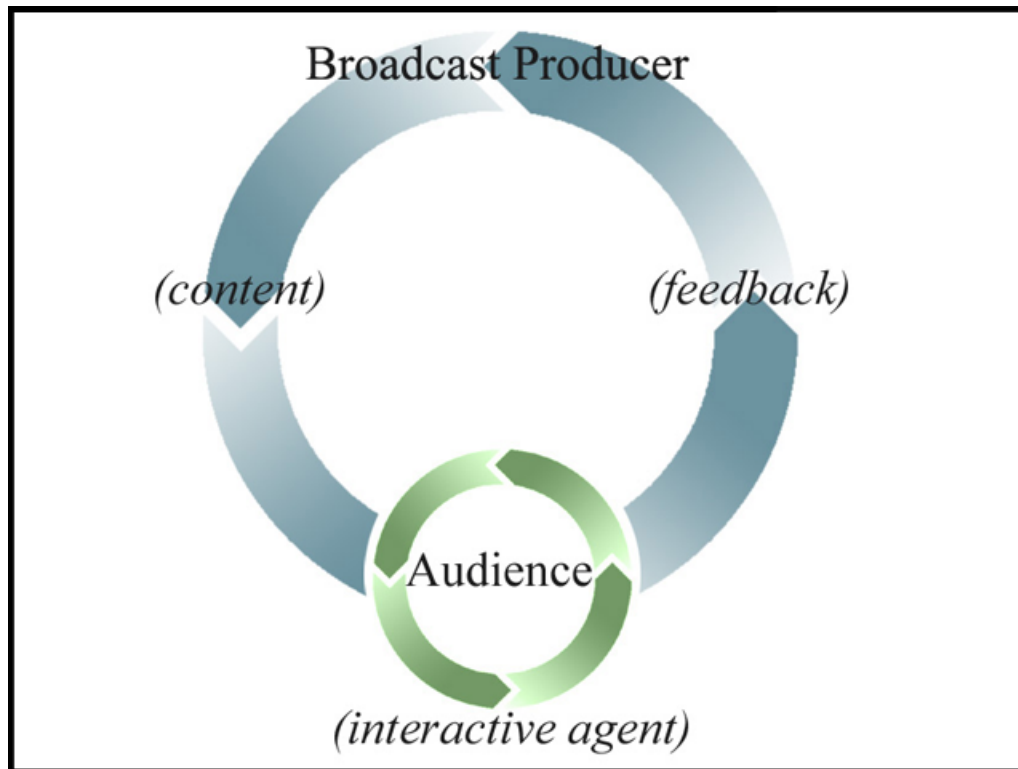 Broadcast Producer
(content)
(feedback)
Audience
(interactive agent)